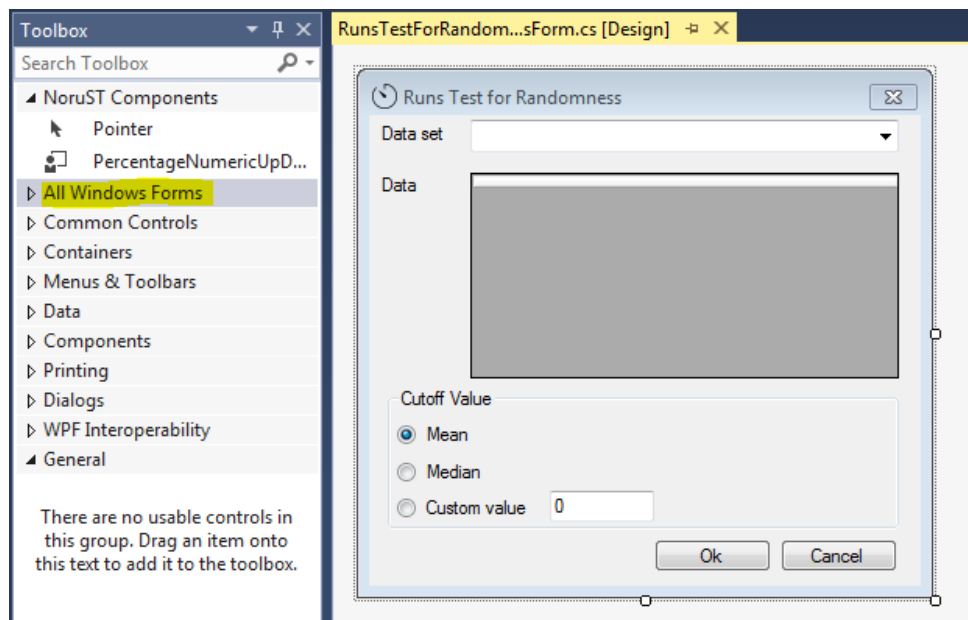 Toolbox
Search Toolbox
NoruST Components
Pointer
PercentageNumericUpD...
All Windows Forms
Common Controls
Containers
Menus & Toolbars
Data
Components
Printing
Dialogs
WPF Interoperability
General
There are no usable controls in
this group. Drag an item onto
this text to add it to the toolbox.
RunsTestForRandom...sForm.cs [Design]
Runs Test for Randomness
Data set
Data
Cutoff Value
Mean
Median
Custom value 0
Ok Cancel